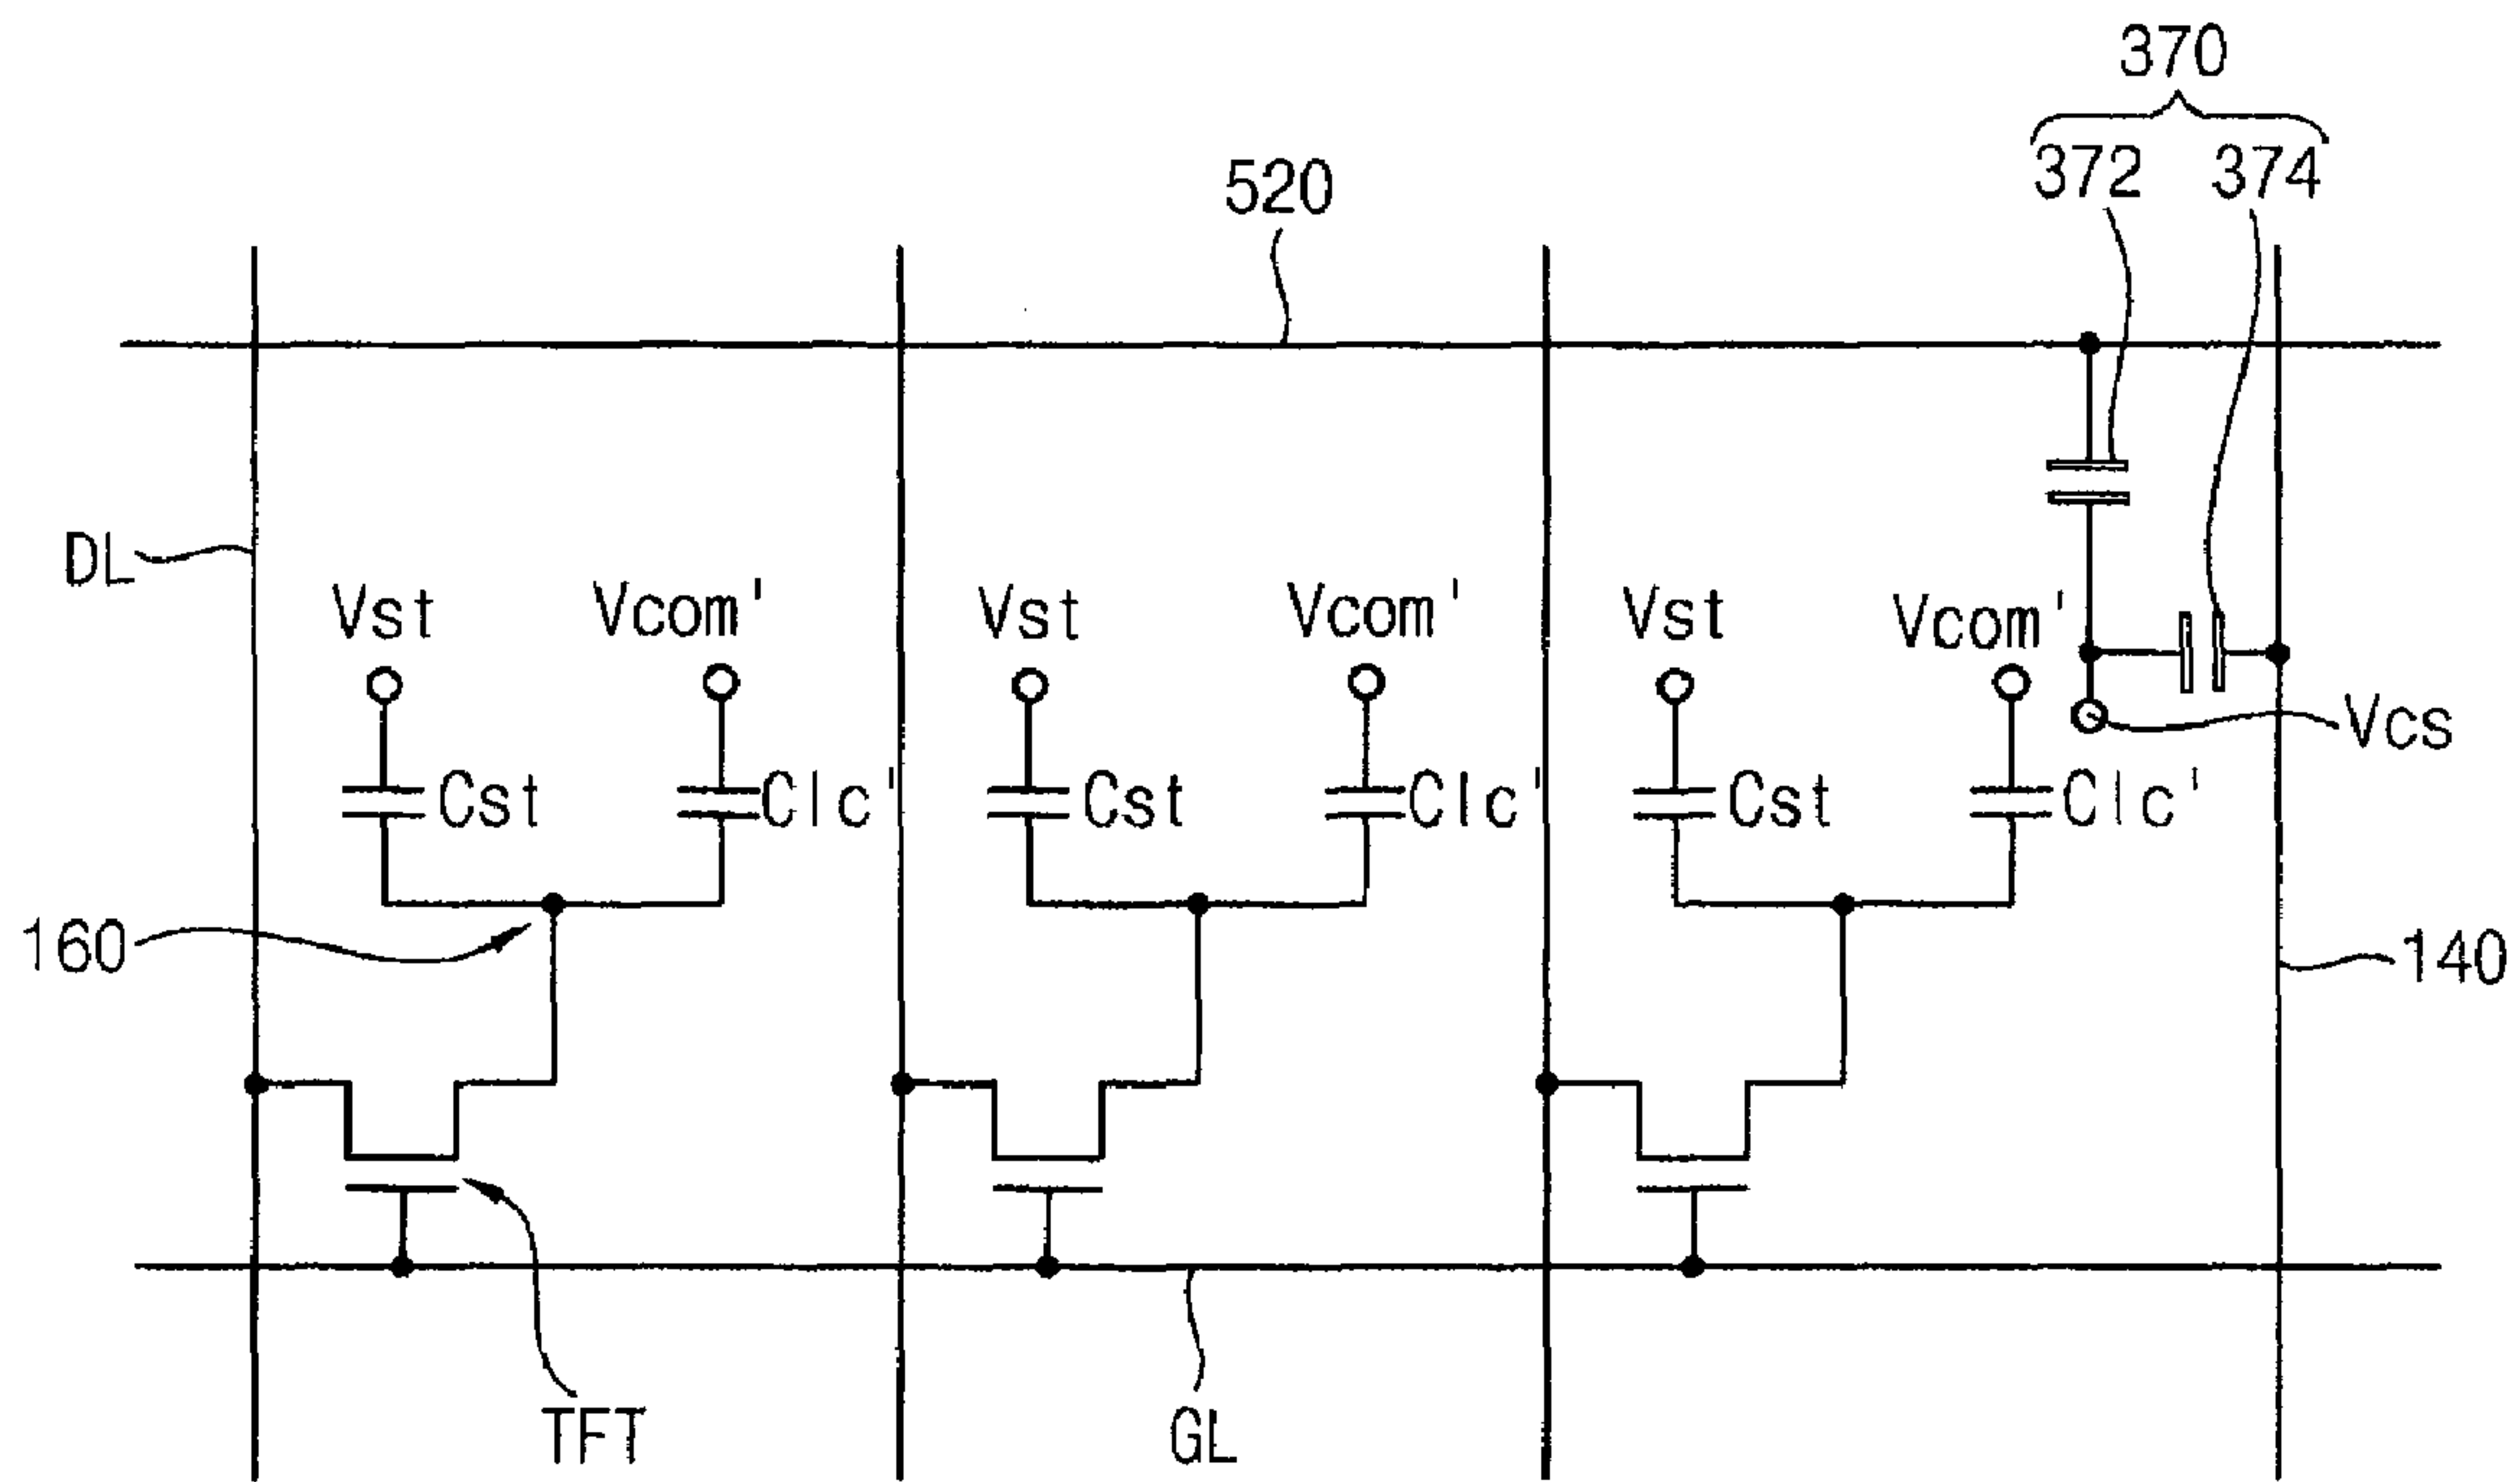 370
372 374
520
DL
Vst Vcom' Vst Vcom' Vst Vcom'
Vcs
Cst Clc' Cst Clc' Cst Clc'
160 140
TFT GL